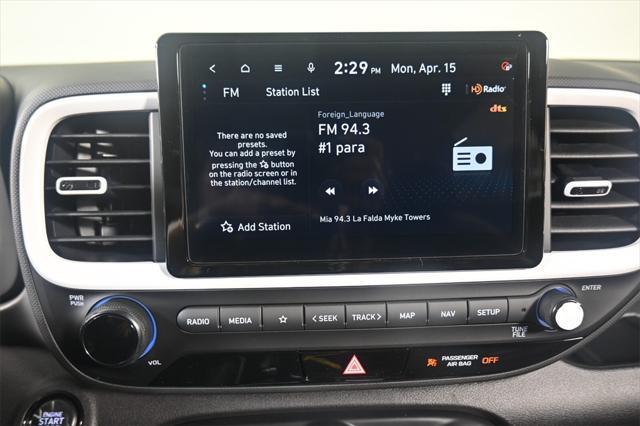 2:29 PM Mon, Apr. 15
FM Station List HD Radio
dts
There are no saved
presets.
You can add a preset by
pressing the button
on the radio screen or in
the station/channel list.
Add Station
Foreign_Language
FM 94.3
#1 para
Mia 94.3 La Falda Myke Towers
PWR
PUSH
VOL
RADIO MEDIA < SEEK TRACK > MAP NAV SETUP
ENTER
TUNE
FILE
PASSENGER
AIR BAG OFF
ENGINE
START